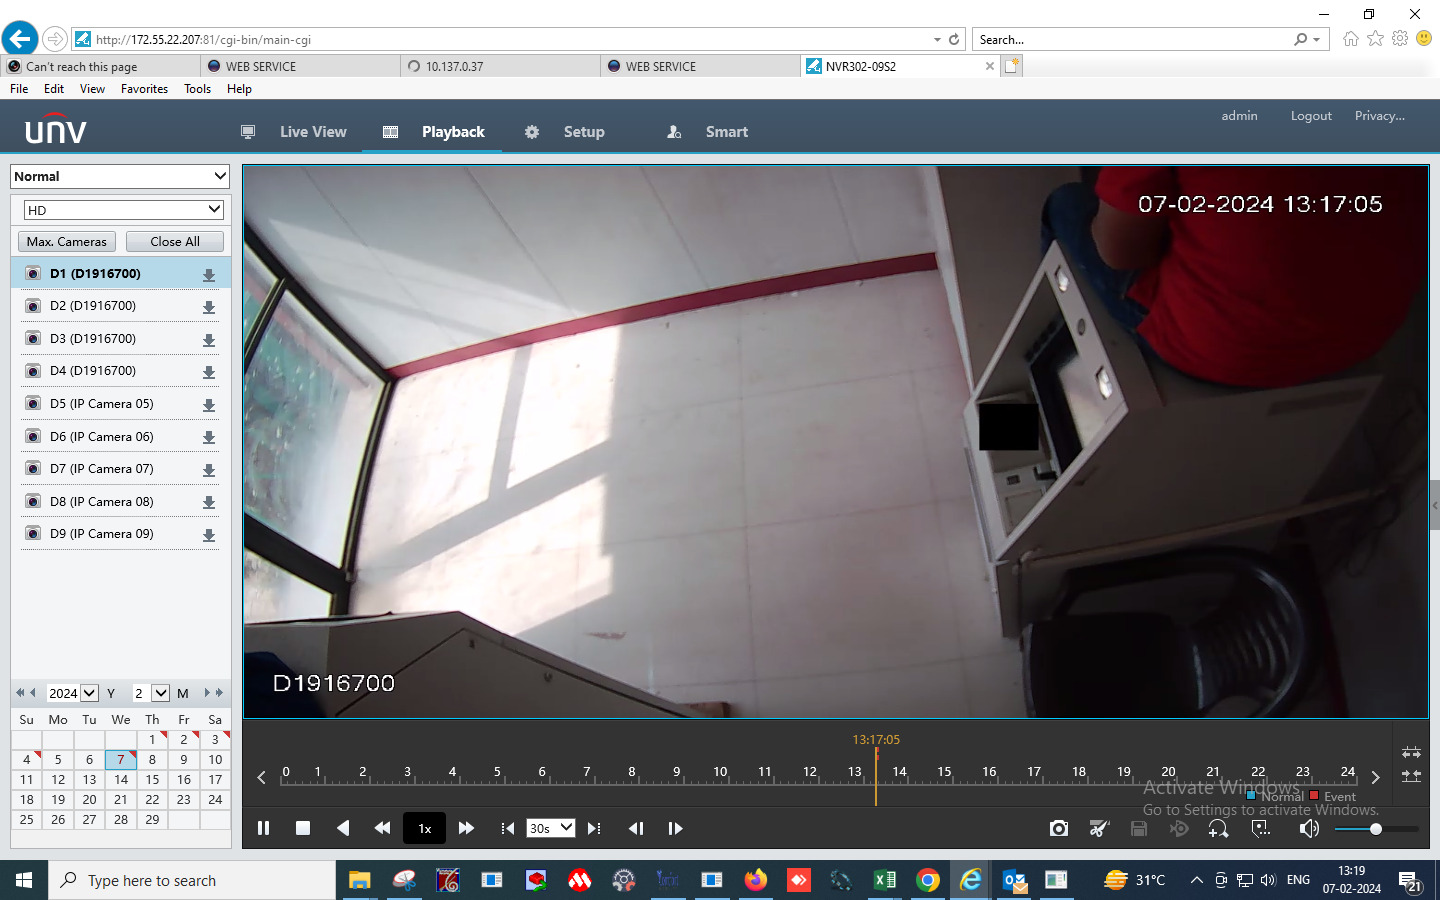 http://172.55.22.207:81/cgi-bin/main-cgi
Search...
Can't reach this page
WEB SERVICE
10.137.0.37
WEB SERVICE
NVR302-09S2
File Edit View Favorites Tools Help
unv
Live View
Playback
Setup
Smart
admin
Logout
Privacy...
Normal
HD
Max. Cameras
Close All
D1 (D1916700)
D2 (D1916700)
D3 (D1916700)
D4 (D1916700)
D5 (IP Camera 05)
D6 (IP Camera 06)
D7 (IP Camera 07)
D8 (IP Camera 08)
D9 (IP Camera 09)
2024 Y 2 M
Su Mo Tu We Th Fr Sa
1 2 3
4 5 6 7 8 9 10
11 12 13 14 15 16 17
18 19 20 21 22 23 24
25 26 27 28 29
07-02-2024 13:17:05
D1916700
13:17:05
0 1 2 3 4 5 6 7 8 9 10 11 12 13 14 15 16 17 18 19 20 21 22 23 24
Normal Event
Activate Windows
Go to Settings to activate Windows.
1x
30s
Type here to search
31°C
ENG
13:19
07-02-2024
21